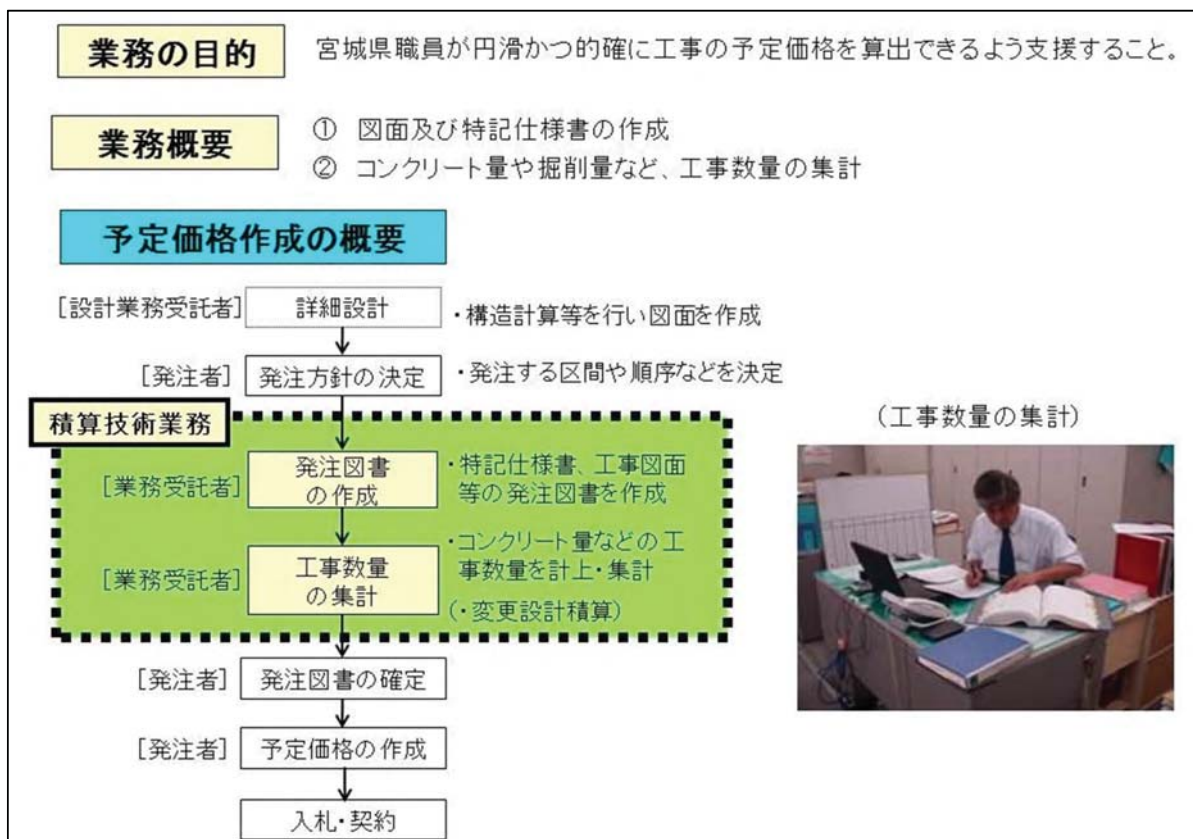 業務の目的
宮城県職員が円滑かつ的確に工事の予定価格を算出できるよう支援すること。
業務概要
① 図面及び特記仕様書の作成
② コンクリート量や掘削量など、工事数量の集計
予定価格作成の概要
[設計業務受託者] 詳細設計 ・構造計算等を行い図面を作成
[発注者] 発注方針の決定 ・発注する区間や順序などを決定
積算技術業務
[業務受託者]
発注図書
の作成
・特記仕様書、工事図面
等の発注図書を作成
[業務受託者]
工事数量
の集計
・コンクリート量などの工
事数量を計上・集計
(・変更設計積算)
[発注者] 発注図書の確定
[発注者] 予定価格の作成
入札・契約
(工事数量の集計)